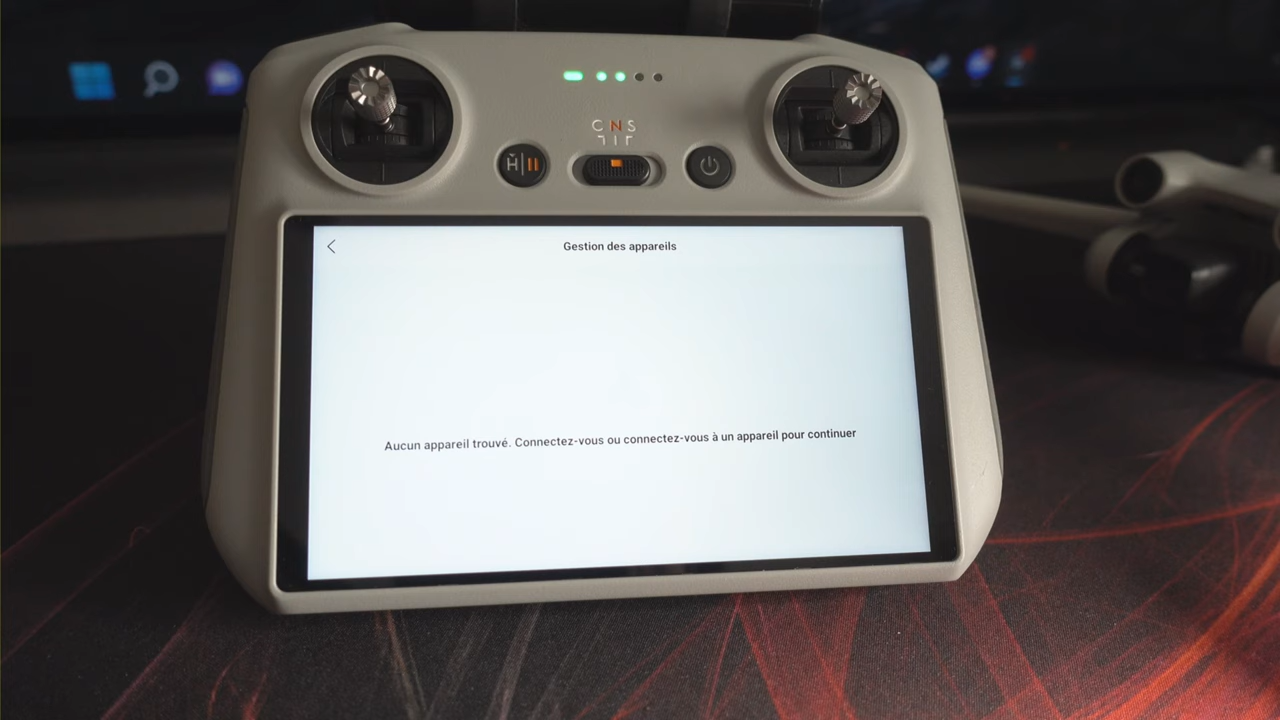 C N S
H
Gestion des appareils
Aucun appareil trouvé. Connectez-vous ou connectez-vous à un appareil pour continuer